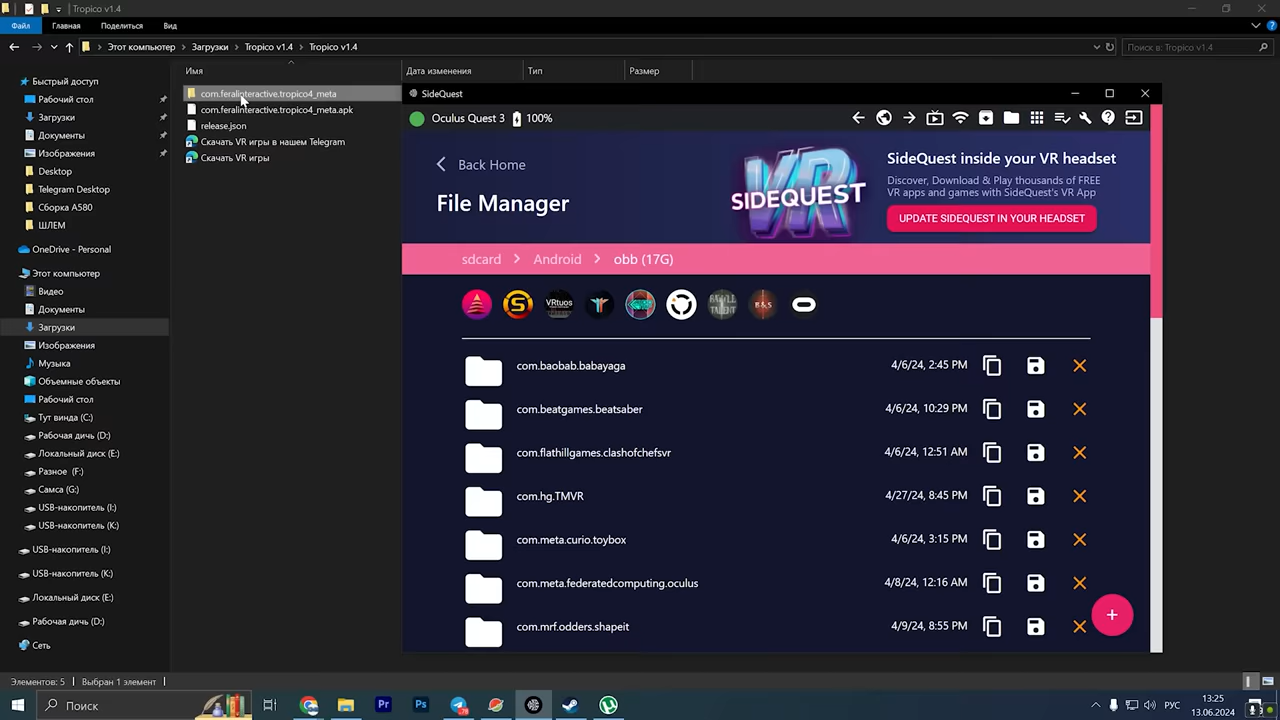 Tropico v1.4
Файл
Главная
Поделиться
Вид
Этот компьютер
Загрузки
Tropico v1.4
Tropico v1.4
Поиск в: Tropico v1.4
Быстрый доступ
Рабочий стол
Загрузки
Документы
Изображения
Desktop
Telegram Desktop
Сборка A580
ШЛЕМ
OneDrive - Personal
Этот компьютер
Видео
Документы
Загрузки
Изображения
Музыка
Объемные объекты
Рабочий стол
Тут винда (C:)
Рабочая дичь (D:)
Локальный диск (E:)
Разное (F:)
Самса (G:)
USB-накопитель (I:)
USB-накопитель (K:)
USB-накопитель (I:)
USB-накопитель (K:)
Локальный диск (E:)
Рабочая дичь (D:)
Сеть
Имя
Дата изменения
Тип
Размер
com.feralinteractive.tropico4_meta
com.feralinteractive.tropico4_meta.apk
release.json
Скачать VR игры в нашем Telegram
Скачать VR игры
SideQuest
Oculus Quest 3
100%
Back Home
File Manager
VR
SIDEQUEST
SideQuest inside your VR headset
Discover, Download & Play thousands of FREE
VR apps and games with SideQuest's VR App
UPDATE SIDEQUEST IN YOUR HEADSET
sdcard
Android
obb (17G)
VRtuos
com.baobab.babayaga
4/6/24, 2:45 PM
com.beatgames.beatsaber
4/6/24, 10:29 PM
com.flathillgames.clashofchefsvr
4/6/24, 12:51 AM
com.hg.TMVR
4/27/24, 8:45 PM
com.meta.curio.toybox
4/6/24, 3:15 PM
com.meta.federatedcomputing.oculus
4/8/24, 12:16 AM
com.mrf.odders.shapeit
4/9/24, 8:55 PM
Элементов: 5
Выбран 1 элемент
Поиск
Pr
Ps
РУС
13:25
13.06.2024